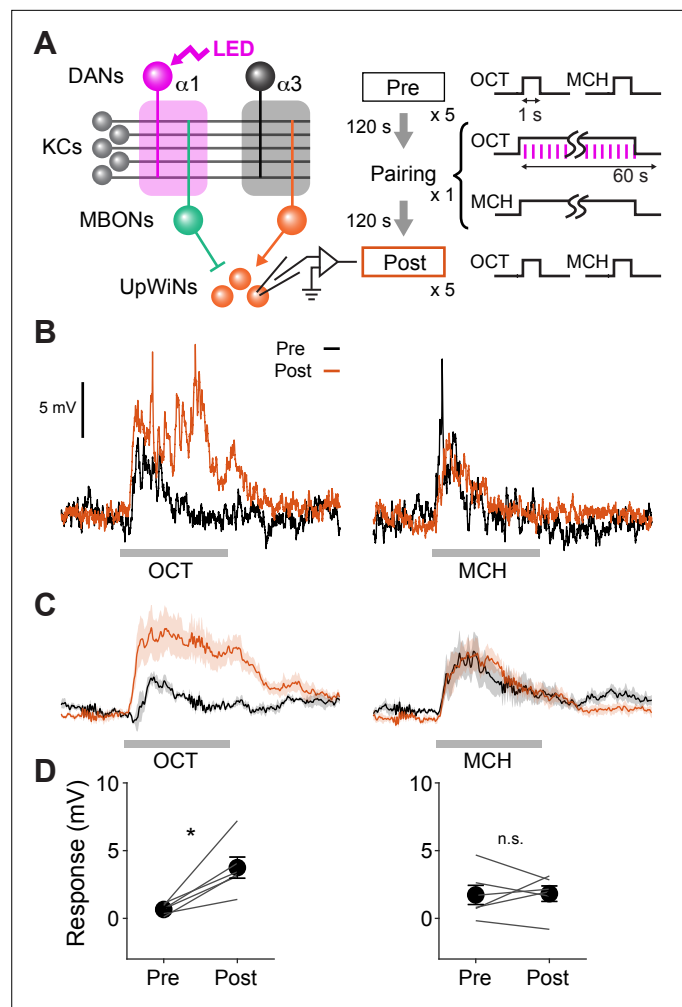 A
LED
DANs
α1
α3
KCs
MBONs
UpWiNs
Pre
x 5
120 s
Pairing
x 1
120 s
Post
x 5
OCT
MCH
1 s
OCT
60 s
MCH
OCT
MCH
B
Pre
Post
5 mV
OCT
MCH
C
OCT
MCH
D
Response (mV)
10
5
0
*
Pre
Post
10
5
0
n.s.
Pre
Post